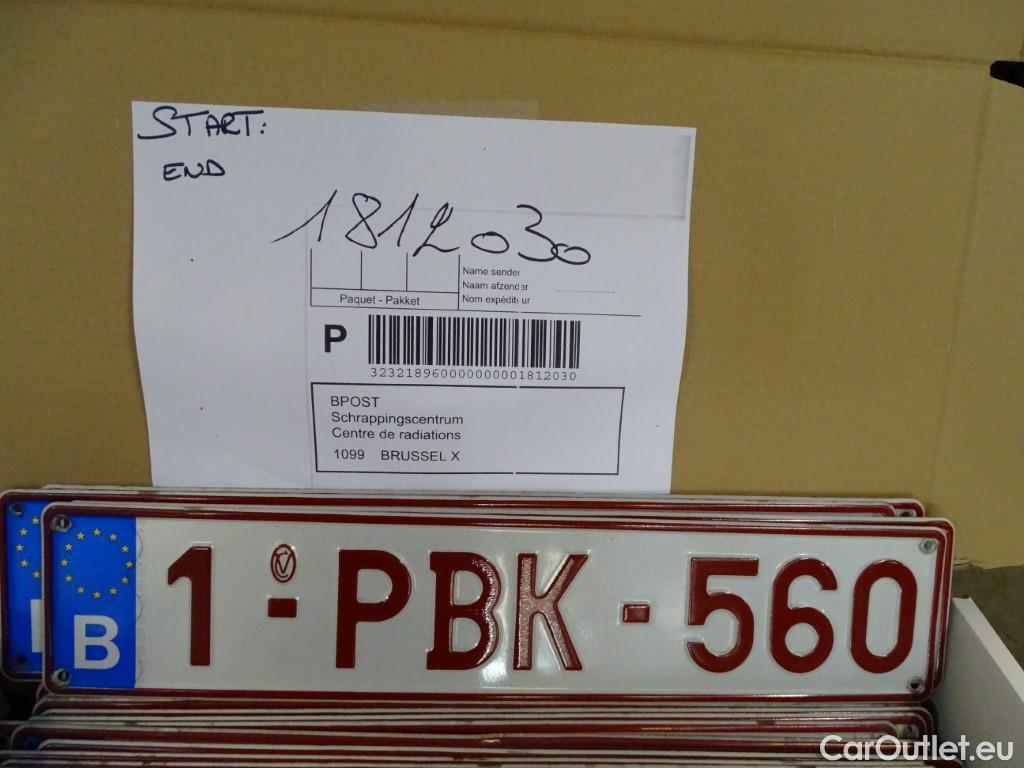 START:
END
1812030
Name sender
Naam afzender
Nom expéditeur
Paquet - Pakket
P
323218960000000001812030
BPOST
Schrappingscentrum
Centre de radiations
1099 BRUSSEL X
B 1-PBK-560
CarOutlet.eu